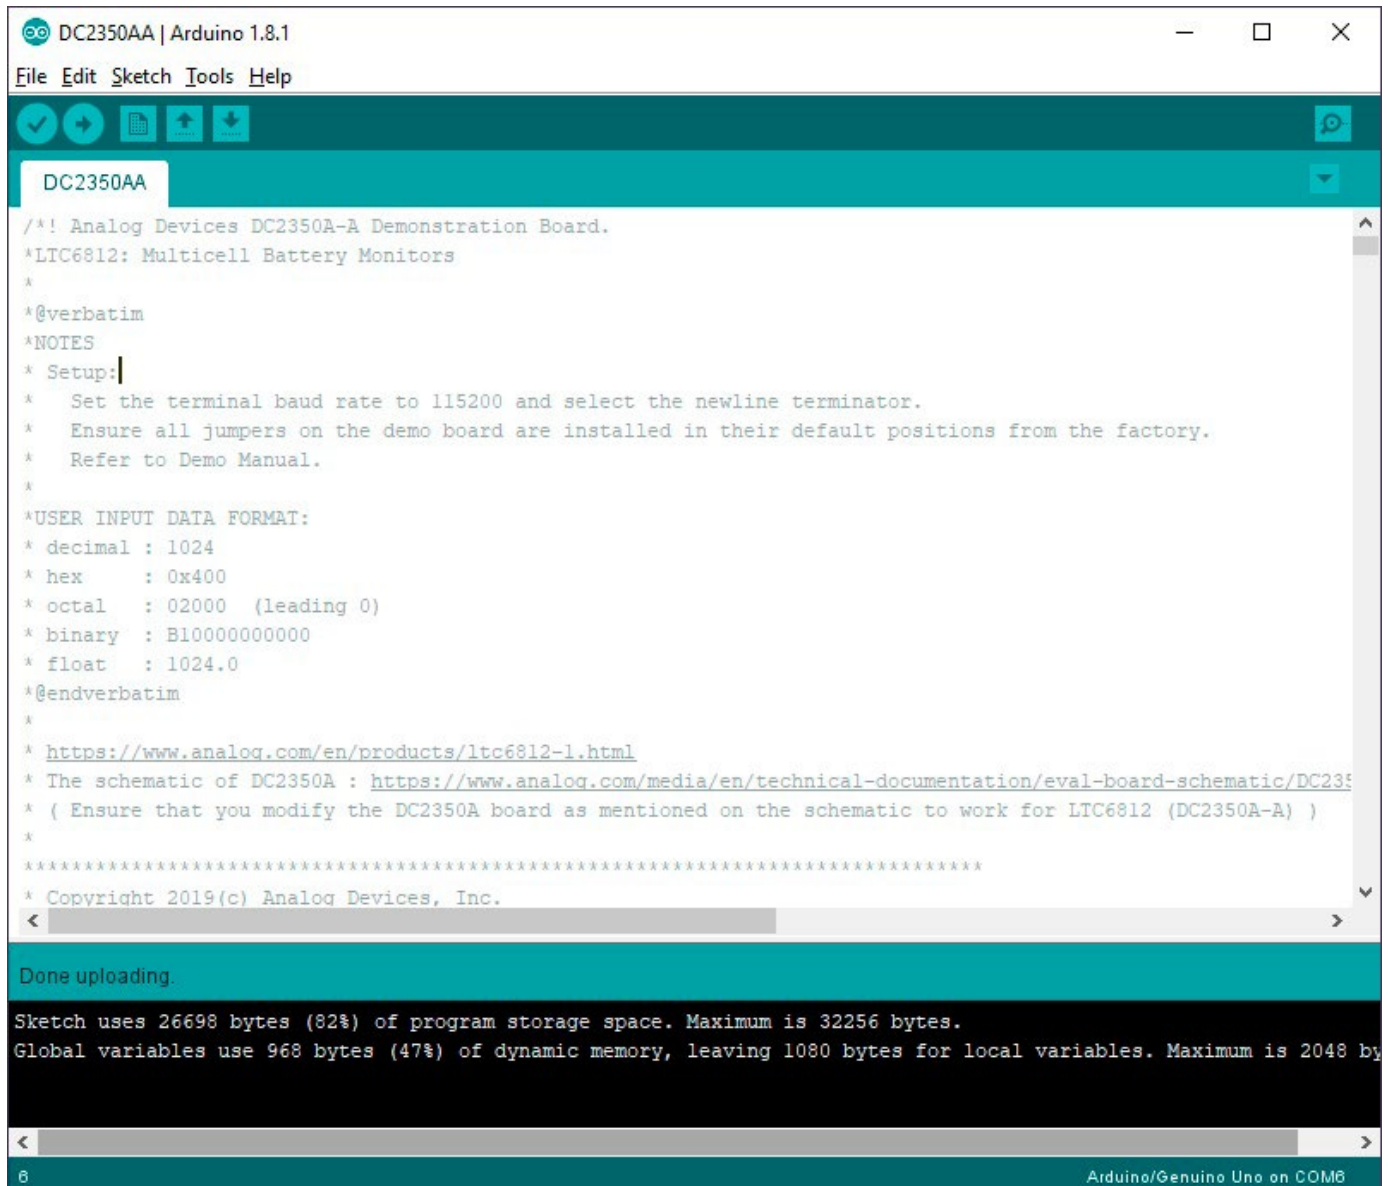 DC2350AA | Arduino 1.8.1
File Edit Sketch Tools Help
DC2350AA
/*! Analog Devices DC2350A-A Demonstration Board.
*LTC6812: Multicell Battery Monitors
*
*@verbatim
*NOTES
* Setup:
*   Set the terminal baud rate to 115200 and select the newline terminator.
*   Ensure all jumpers on the demo board are installed in their default positions from the factory.
*   Refer to Demo Manual.
*
*USER INPUT DATA FORMAT:
* decimal : 1024
* hex     : 0x400
* octal   : 02000  (leading 0)
* binary  : B10000000000
* float   : 1024.0
*@endverbatim
*
* https://www.analog.com/en/products/ltc6812-1.html
* The schematic of DC2350A : https://www.analog.com/media/en/technical-documentation/eval-board-schematic/DC235
* ( Ensure that you modify the DC2350A board as mentioned on the schematic to work for LTC6812 (DC2350A-A) )
*
********************************************************************************
* Copyright 2019(c) Analog Devices, Inc.
Done uploading.
Sketch uses 26698 bytes (82%) of program storage space. Maximum is 32256 bytes.
Global variables use 968 bytes (47%) of dynamic memory, leaving 1080 bytes for local variables. Maximum is 2048 by
6
Arduino/Genuino Uno on COM6